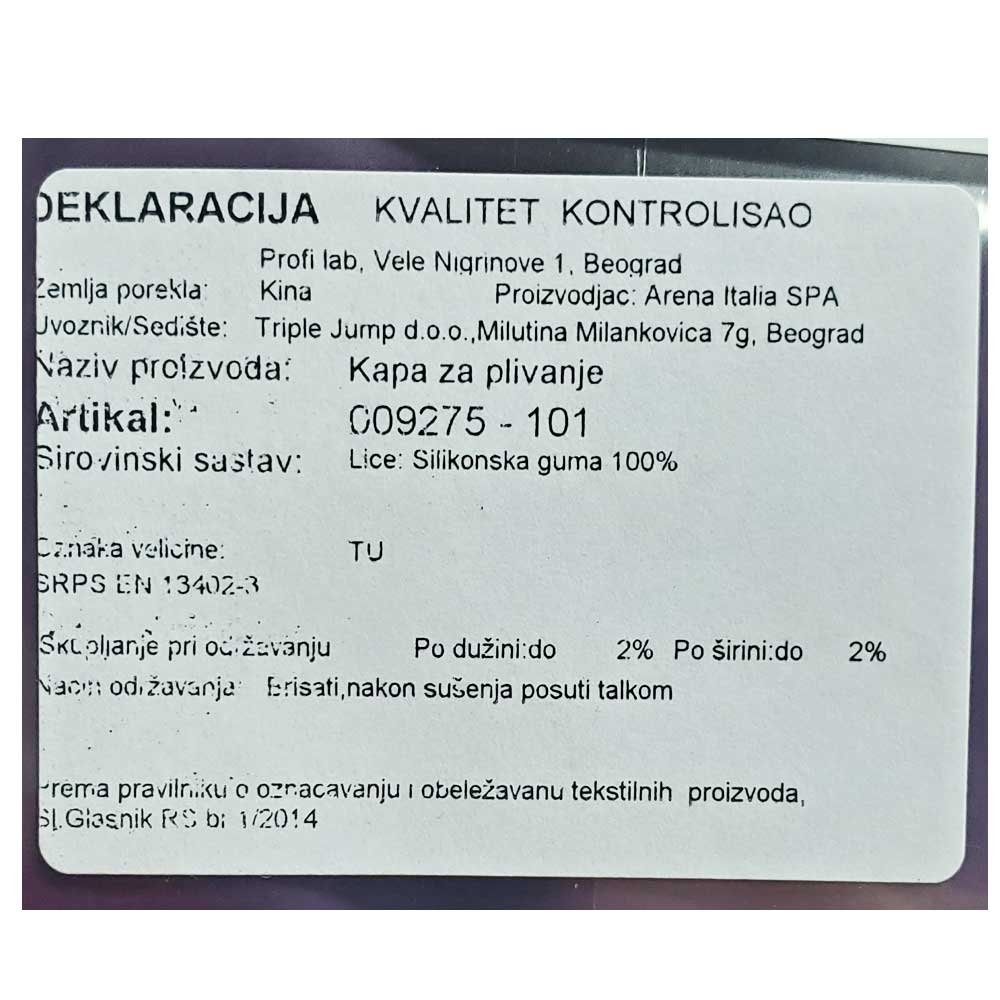 DEKLARACIJA KVALITET KONTROLISAO
Profi lab, Vele Nigrinove 1, Beograd
Zemlja porekla: Kina Proizvodjac: Arena Italia SPA
Uvoznik/Sedište: Triple Jump d.o.o.,Milutina Milankovica 7g, Beograd
Naziv proizvoda: Kapa za plivanje
Artikal: 009275 - 101
Sirovinski sastav: Lice: Silikonska guma 100%
Oznaka velicine: TU
SRPS EN 13402-3
Skupljanje pri održavanju Po dužini:do 2% Po širini:do 2%
Nacin održavanja: Brisati,nakon sušenja posuti talkom
Prema pravilniku o oznacavanju i obeležavanu tekstilnih proizvoda,
Sl.Glasnik RS br 1/2014